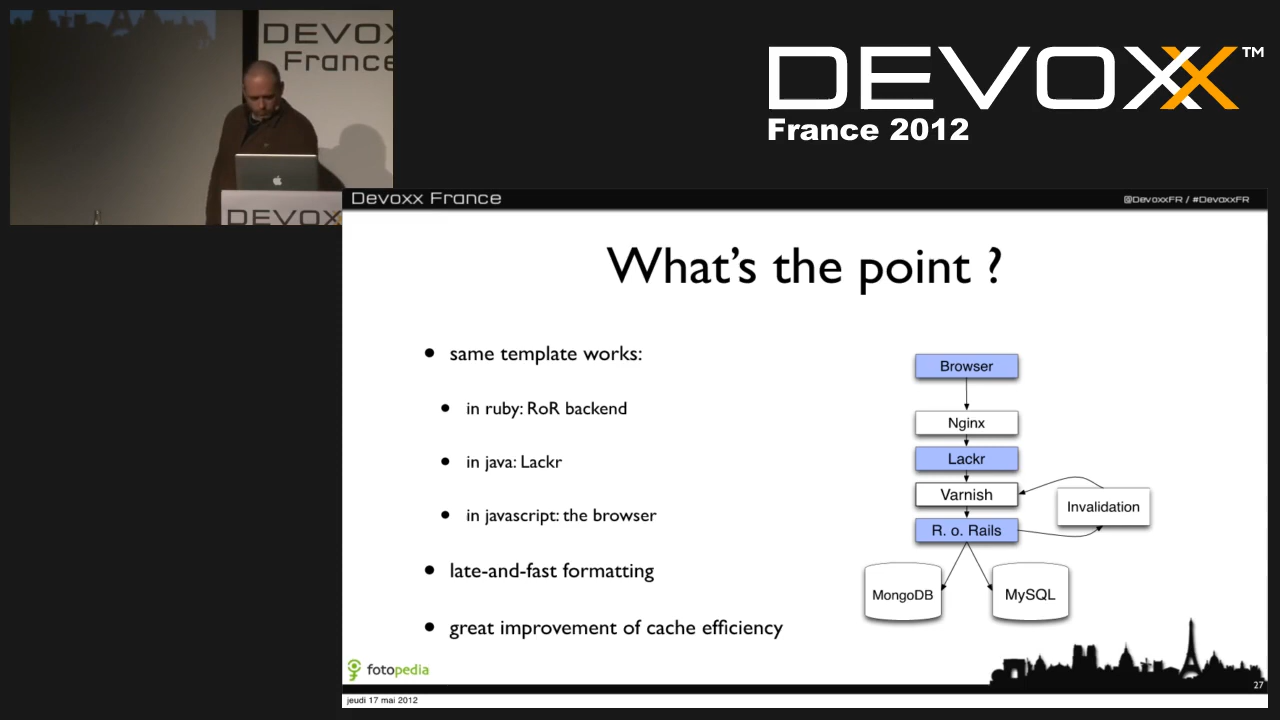 DEVOX
France
DEVOX
DEVOXX™
France 2012
Devoxx France
@DevoxxFR / #DevoxxFR
What's the point ?
• same template works:
• in ruby: RoR backend
• in java: Lackr
• in javascript: the browser
• late-and-fast formatting
• great improvement of cache efficiency
Browser
Nginx
Lackr
Varnish
Invalidation
R. o. Rails
MongoDB
MySQL
fotopedia
27
jeudi 17 mai 2012